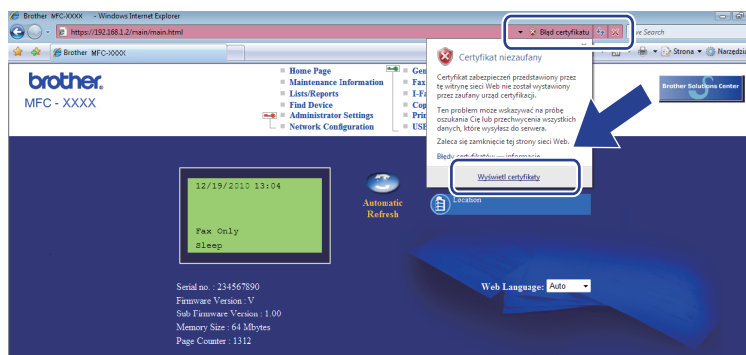 Brother MFC-XXXX - Windows Internet Explorer
https://192.168.1.2/main/main.html
Błąd certyfikatu
Search
Brother MFC-XXXX
Strona
Narzędzia
brother
MFC - XXXX
Home Page
Maintenance Information
Lists/Reports
Find Device
Administrator Settings
Network Configuration
Fax
Brother Solutions Center
Certyfikat niezaufany
Certyfikat zabezpieczeń przedstawiony przez
tę witrynę sieci Web nie został wystawiony
przez zaufany urząd certyfikacji.
Ten problem może wskazywać na próbę
oszukania Cię lub przechwycenia wszystkich
danych, które wysyłasz do serwera.
Zaleca się zamknięcie tej strony sieci Web.
Błędy certyfikatów — informacje
Wyświetl certyfikaty
12/19/2010 13:04
Fax Only
Sleep
Automatic
Refresh
Location
Serial no. : 234567890
Firmware Version : V
Sub Firmware Version : 1.00
Memory Size : 64 Mbytes
Page Counter : 1312
Web Language: Auto